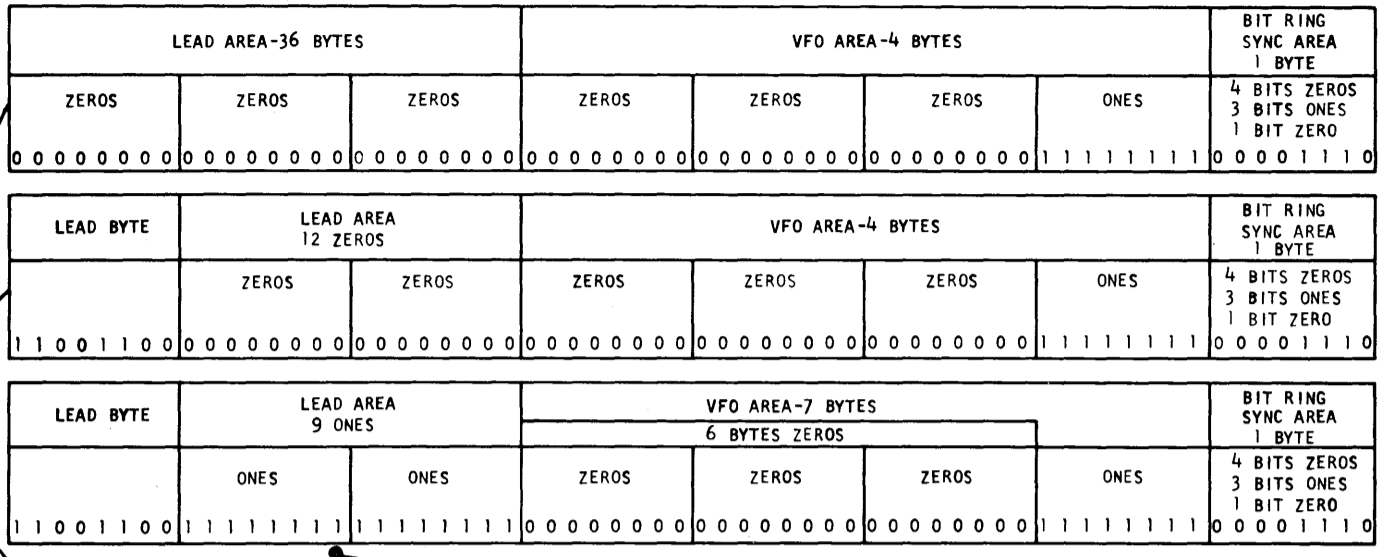 LEAD AREA-36 BYTES VFO AREA-4 BYTES BIT RING
SYNC AREA
1 BYTE
ZEROS ZEROS ZEROS ZEROS ZEROS ZEROS ONES 4 BITS ZEROS
3 BITS ONES
1 BIT ZERO
0 0 0 0 0 0 0 0 0 0 0 0 0 0 0 0 0 0 0 0 0 0 0 0 0 0 0 0 0 0 0 0 0 0 0 0 0 0 0 0 0 0 0 0 0 0 0 0 1 1 1 1 1 1 1 1 0 0 0 0 1 1 1 0
LEAD BYTE LEAD AREA VFO AREA-4 BYTES BIT RING
12 ZEROS SYNC AREA
1 BYTE
ZEROS ZEROS ZEROS ZEROS ZEROS ONES 4 BITS ZEROS
3 BITS ONES
1 BIT ZERO
1 1 0 0 1 1 0 0 0 0 0 0 0 0 0 0 0 0 0 0 0 0 0 0 0 0 0 0 0 0 0 0 0 0 0 0 0 0 0 0 0 0 0 0 0 0 0 0 1 1 1 1 1 1 1 1 0 0 0 0 1 1 1 0
LEAD BYTE LEAD AREA VFO AREA-7 BYTES BIT RING
9 ONES 6 BYTES ZEROS SYNC AREA
1 BYTE
ONES ONES ZEROS ZEROS ZEROS ONES 4 BITS ZEROS
3 BITS ONES
1 BIT ZERO
1 1 0 0 1 1 0 0 1 1 1 1 1 1 1 1 1 1 1 1 1 1 1 1 0 0 0 0 0 0 0 0 0 0 0 0 0 0 0 0 0 0 0 0 0 0 0 0 1 1 1 1 1 1 1 1 0 0 0 0 1 1 1 0